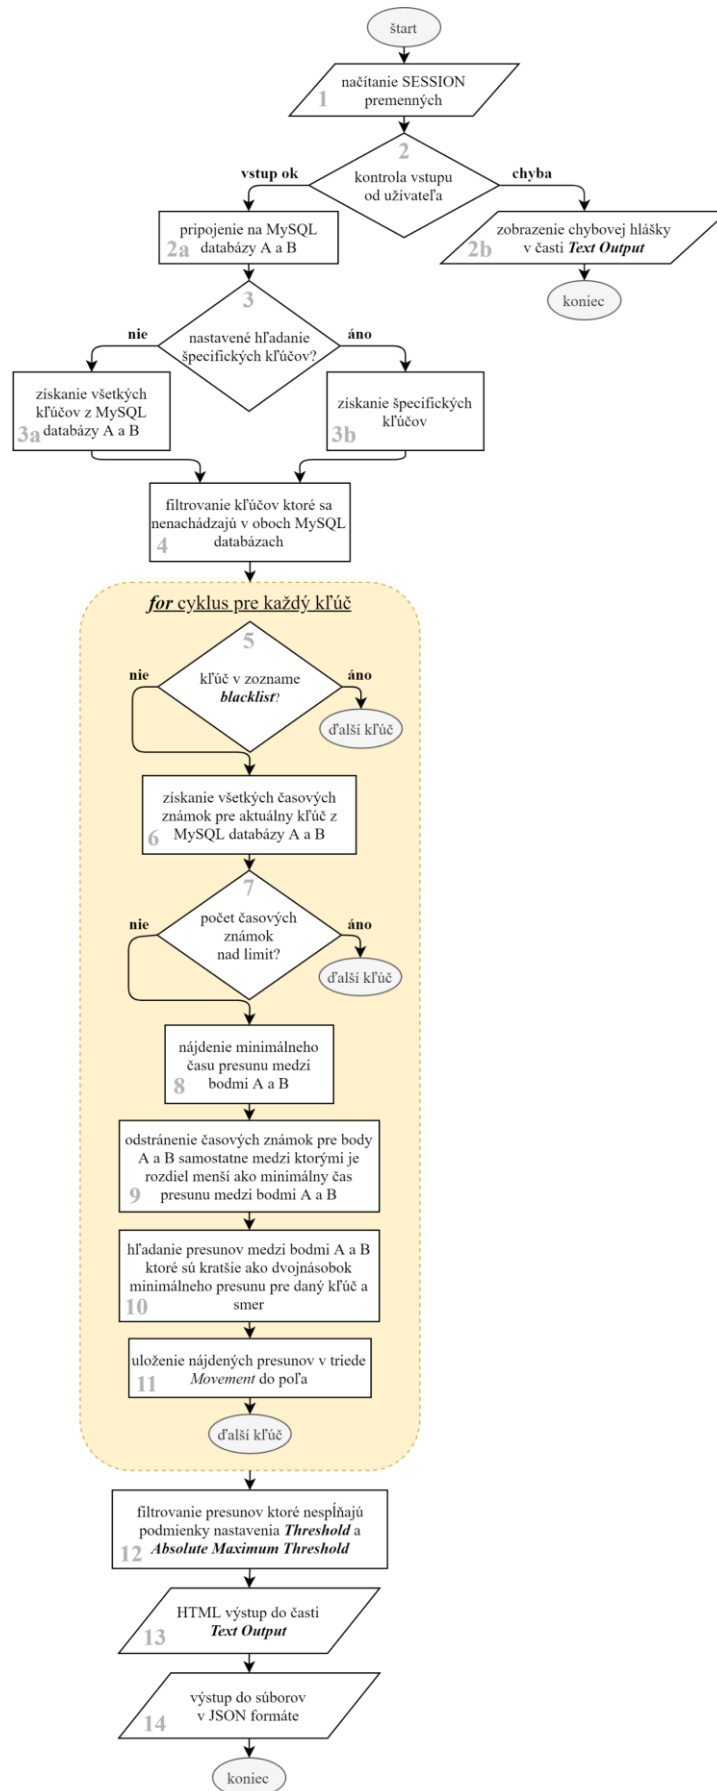 štart
načítanie SESSION
premenných
1
2
kontrola vstupu
od užívateľa
vstup ok
chyba
pripojenie na MySQL
databázy A a B
2a
zobrazenie chybovej hlášky
v časti Text Output
2b
koniec
3
nastavené hľadanie
špecifických kľúčov?
nie
áno
získanie všetkých
kľúčov z MySQL
databázy A a B
3a
získanie špecifických
kľúčov
3b
filtrovanie kľúčov ktoré sa
nenachádzajú v oboch MySQL
databázach
4
for cyklus pre každý kľúč
5
kľúč v zozname
blacklist?
nie
áno
ďalší kľúč
získanie všetkých časových
známok pre aktuálny kľúč z
MySQL databázy A a B
6
7
počet časových
známok
nad limit?
nie
áno
ďalší kľúč
nájdenie minimálneho
času presunu medzi
bodmi A a B
8
odstránenie časových známok pre body
A a B samostatne medzi ktorými je
rozdiel menší ako minimálny čas
presunu medzi bodmi A a B
9
hľadanie presunov medzi bodmi A a B
ktoré sú kratšie ako dvojnásobok
minimálneho presunu pre daný kľúč a
smer
10
uloženie nájdených presunov v triede
Movement do poľa
11
ďalší kľúč
filtrovanie presunov ktoré nespĺňajú
podmienky nastavenia Threshold a
Absolute Maximum Threshold
12
HTML výstup do časti
Text Output
13
výstup do súborov
v JSON formáte
14
koniec